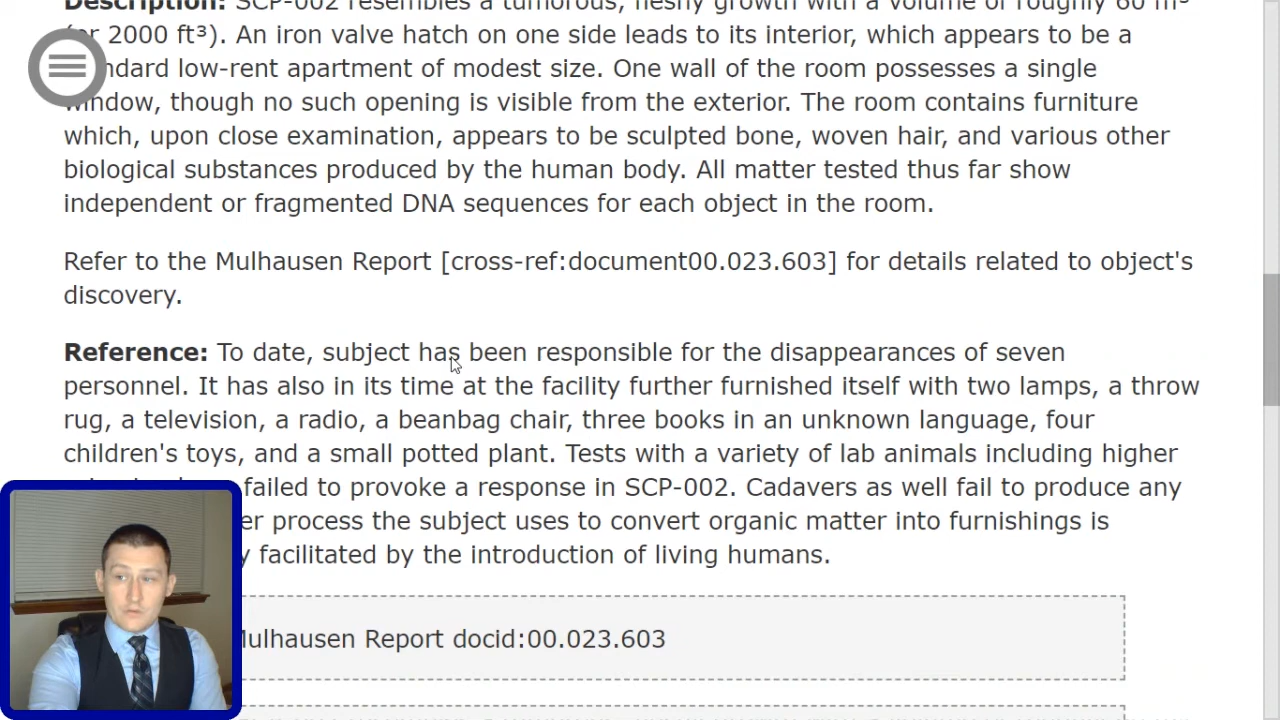 Description: SCP-002 resembles a tumorous, fleshy growth with a volume of roughly 60 m³
2000 ft³). An iron valve hatch on one side leads to its interior, which appears to be a
ndard low-rent apartment of modest size. One wall of the room possesses a single
window, though no such opening is visible from the exterior. The room contains furniture
which, upon close examination, appears to be sculpted bone, woven hair, and various other
biological substances produced by the human body. All matter tested thus far show
independent or fragmented DNA sequences for each object in the room.
Refer to the Mulhausen Report [cross-ref:document00.023.603] for details related to object's
discovery.
Reference: To date, subject has been responsible for the disappearances of seven
personnel. It has also in its time at the facility further furnished itself with two lamps, a throw
rug, a television, a radio, a beanbag chair, three books in an unknown language, four
children's toys, and a small potted plant. Tests with a variety of lab animals including higher
failed to provoke a response in SCP-002. Cadavers as well fail to produce any
er process the subject uses to convert organic matter into furnishings is
y facilitated by the introduction of living humans.
Mulhausen Report docid:00.023.603